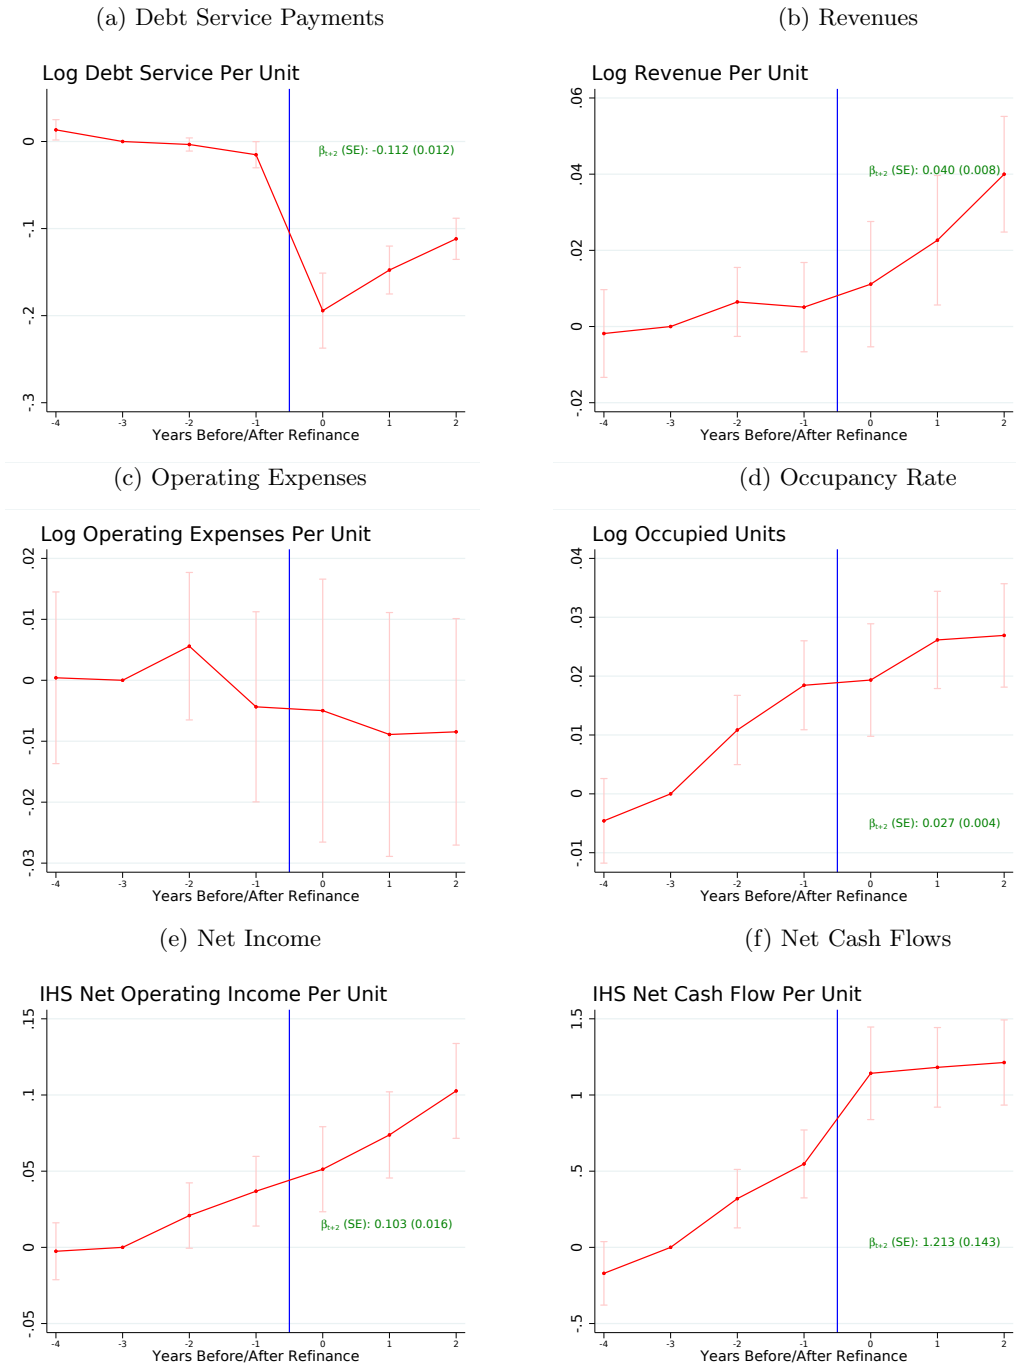 (a) Debt Service Payments
Log Debt Service Per Unit
0
-.1
-.2
-.3
βt+2 (SE): -0.112 (0.012)
-4 -3 -2 -1 0 1 2
Years Before/After Refinance
(b) Revenues
Log Revenue Per Unit
.06
.04
.02
0
-.02
βt+2 (SE): 0.040 (0.008)
-4 -3 -2 -1 0 1 2
Years Before/After Refinance
(c) Operating Expenses
Log Operating Expenses Per Unit
.02
.01
0
-.01
-.02
-.03
-4 -3 -2 -1 0 1 2
Years Before/After Refinance
(d) Occupancy Rate
Log Occupied Units
.04
.03
.02
.01
0
-.01
βt+2 (SE): 0.027 (0.004)
-4 -3 -2 -1 0 1 2
Years Before/After Refinance
(e) Net Income
IHS Net Operating Income Per Unit
.15
.1
.05
0
-.05
βt+2 (SE): 0.103 (0.016)
-4 -3 -2 -1 0 1 2
Years Before/After Refinance
(f) Net Cash Flows
IHS Net Cash Flow Per Unit
1.5
1
.5
0
-.5
βt+2 (SE): 1.213 (0.143)
-4 -3 -2 -1 0 1 2
Years Before/After Refinance